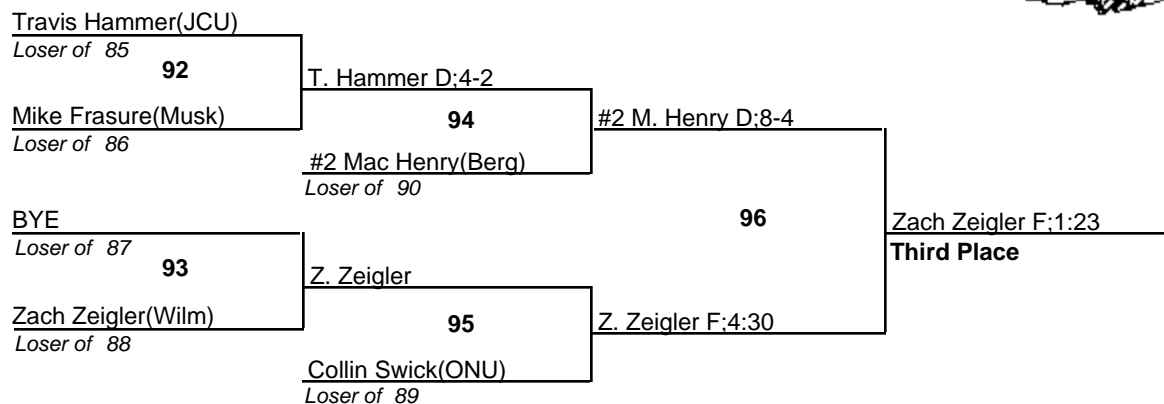 Travis Hammer(JCU)
Loser of 85
92
T. Hammer D;4-2
Mike Frasure(Musk)
Loser of 86
94
#2 M. Henry D;8-4
#2 Mac Henry(Berg)
Loser of 90
BYE
Loser of 87
96
Zach Zeigler F;1:23
Third Place
93
Z. Zeigler
Zach Zeigler(Wilm)
Loser of 88
95
Z. Zeigler F;4:30
Collin Swick(ONU)
Loser of 89